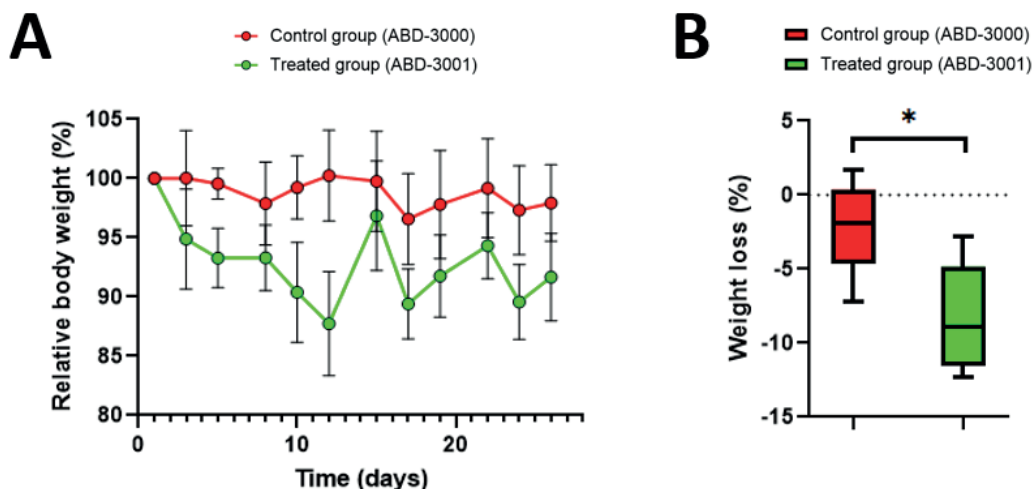 A
Control group (ABD-3000)
Treated group (ABD-3001)
Relative body weight (%)
105
100
95
90
85
80
0
10
20
Time (days)
B
Control group (ABD-3000)
Treated group (ABD-3001)
Weight loss (%)
5
0
-5
-10
-15
*